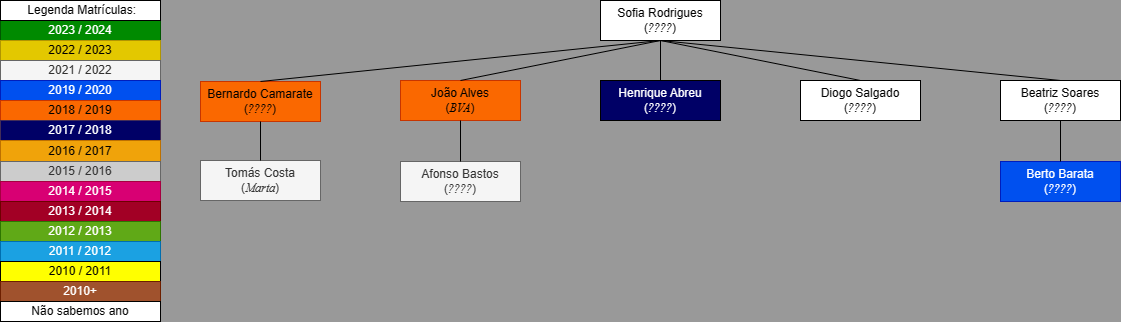 Legenda Matrículas:
2023 / 2024
2022 / 2023
2021 / 2022
2019 / 2020
2018 / 2019
2017 / 2018
2016 / 2017
2015 / 2016
2014 / 2015
2013 / 2014
2012 / 2013
2011 / 2012
2010 / 2011
2010+
Não sabemos ano
Sofia Rodrigues
(????)
Bernardo Camarate
(????)
João Alves
(BVA)
Henrique Abreu
(????)
Diogo Salgado
(????)
Beatriz Soares
(????)
Tomás Costa
(Marta)
Afonso Bastos
(????)
Berto Barata
(????)